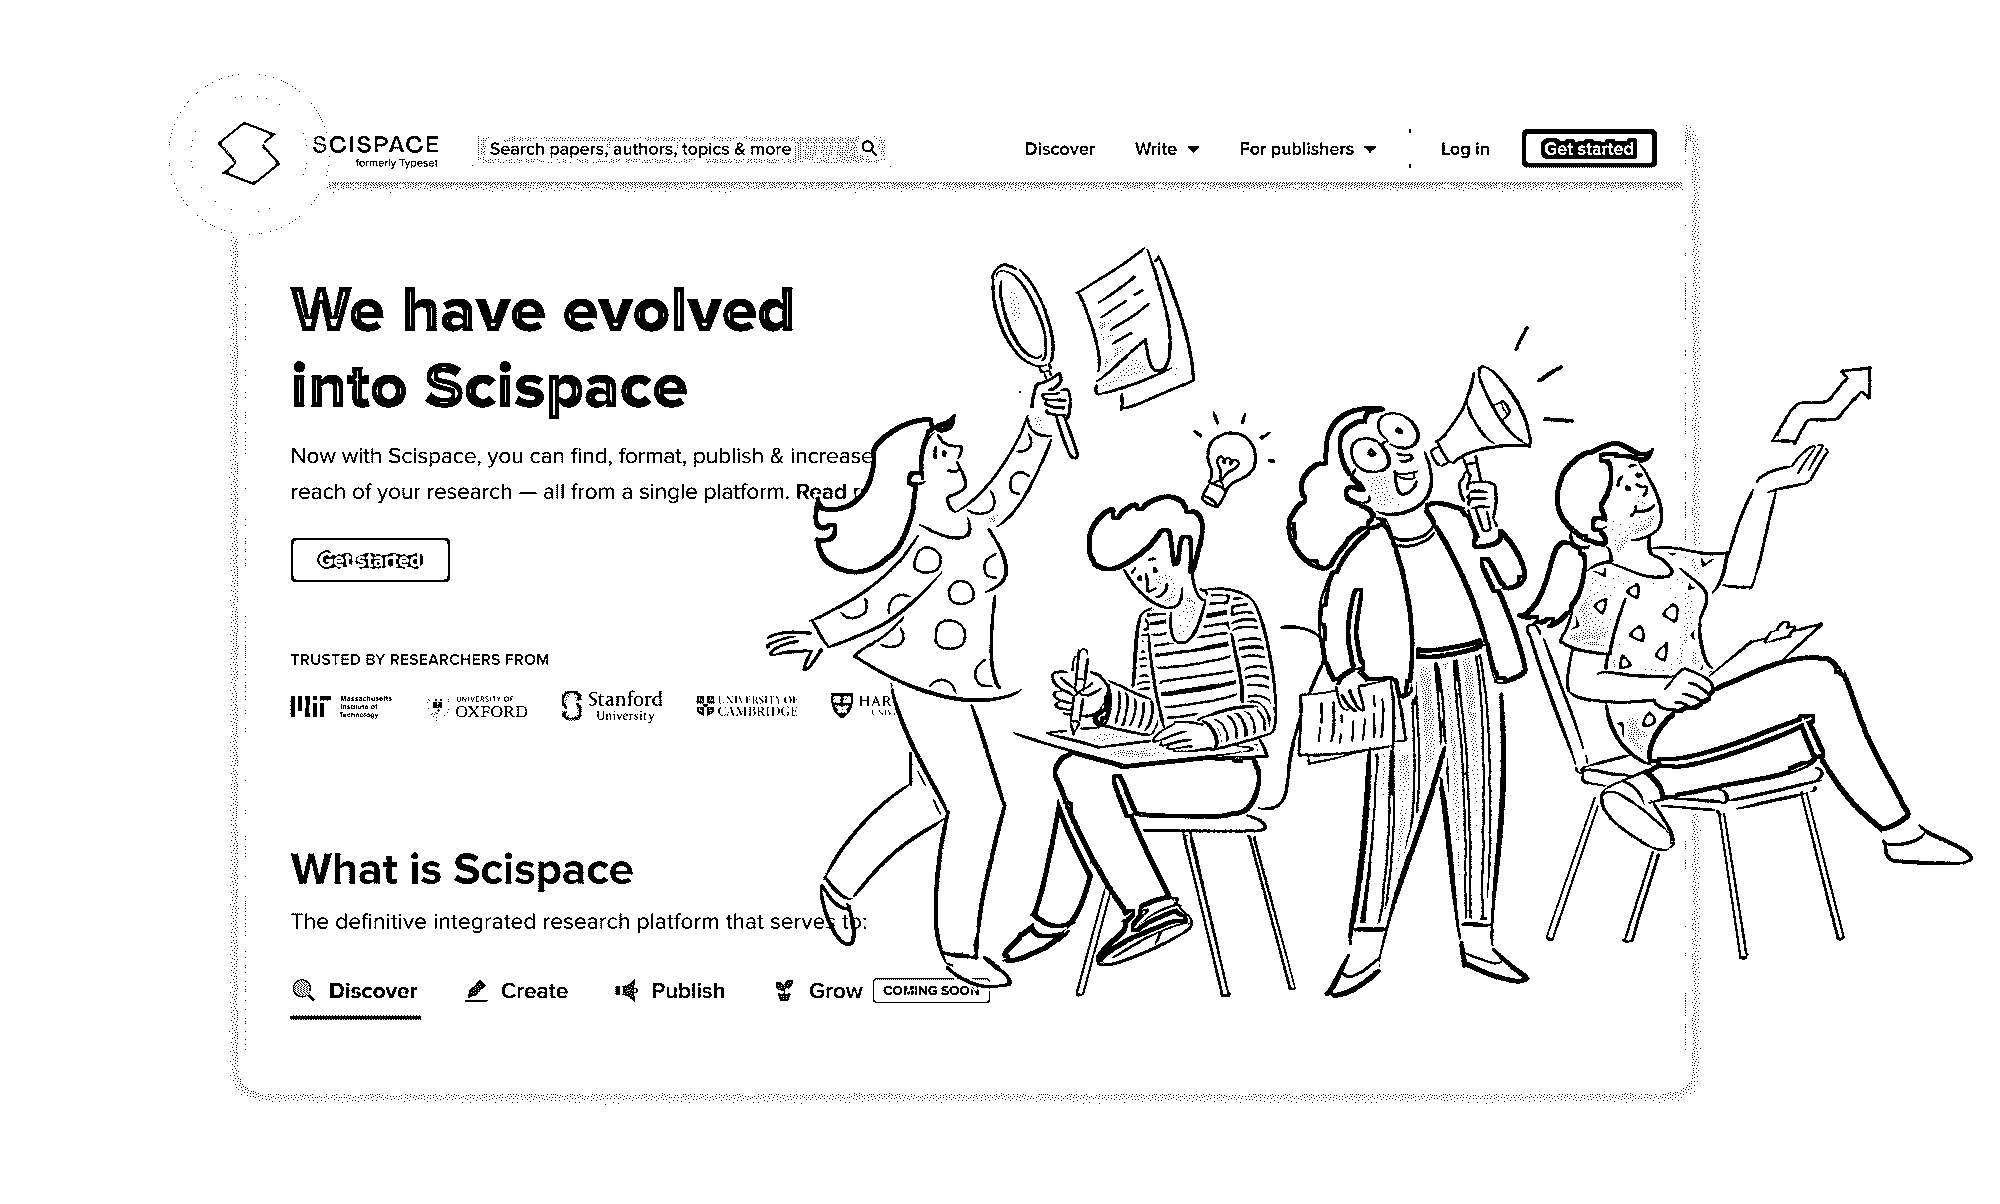 SCISPACE
formerly Typeset
Search papers, authors, topics & more
Discover
Write
For publishers
Log in
Get started
We have evolved
into Scispace
Now with Scispace, you can find, format, publish & increase
reach of your research — all from a single platform. Read
Get started
TRUSTED BY RESEARCHERS FROM
MIT
Massachusetts
Institute of
Technology
UNIVERSITY OF
OXFORD
Stanford
University
UNIVERSITY OF
CAMBRIDGE
HAR
UNIV
What is Scispace
The definitive integrated research platform that serves to:
Discover
Create
Publish
Grow
COMING SOON